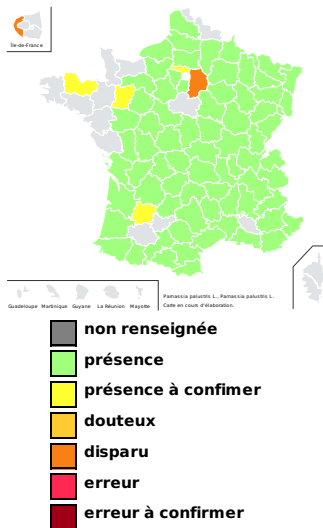 Île-de-France
Guadeloupe Martinique Guyane La Réunion Mayotte
Parnassia palustris L., Parnassia palustris L.
Carte en cours d'élaboration.
non renseignée
présence
présence à confimer
douteux
disparu
erreur
erreur à confirmer